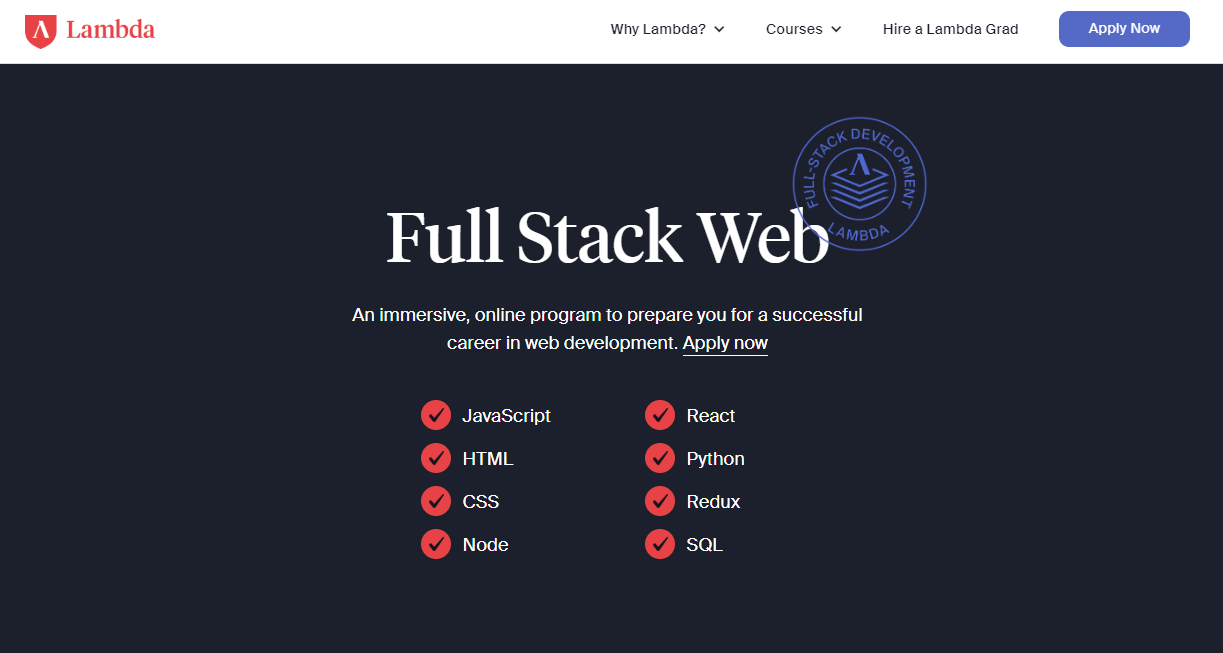 Lambda
Why Lambda?
Courses
Hire a Lambda Grad
Apply Now
FULL-STACK DEVELOPMENT
LAMBDA
Full Stack Web
An immersive, online program to prepare you for a successful
career in web development. Apply now
JavaScript
React
HTML
Python
CSS
Redux
Node
SQL